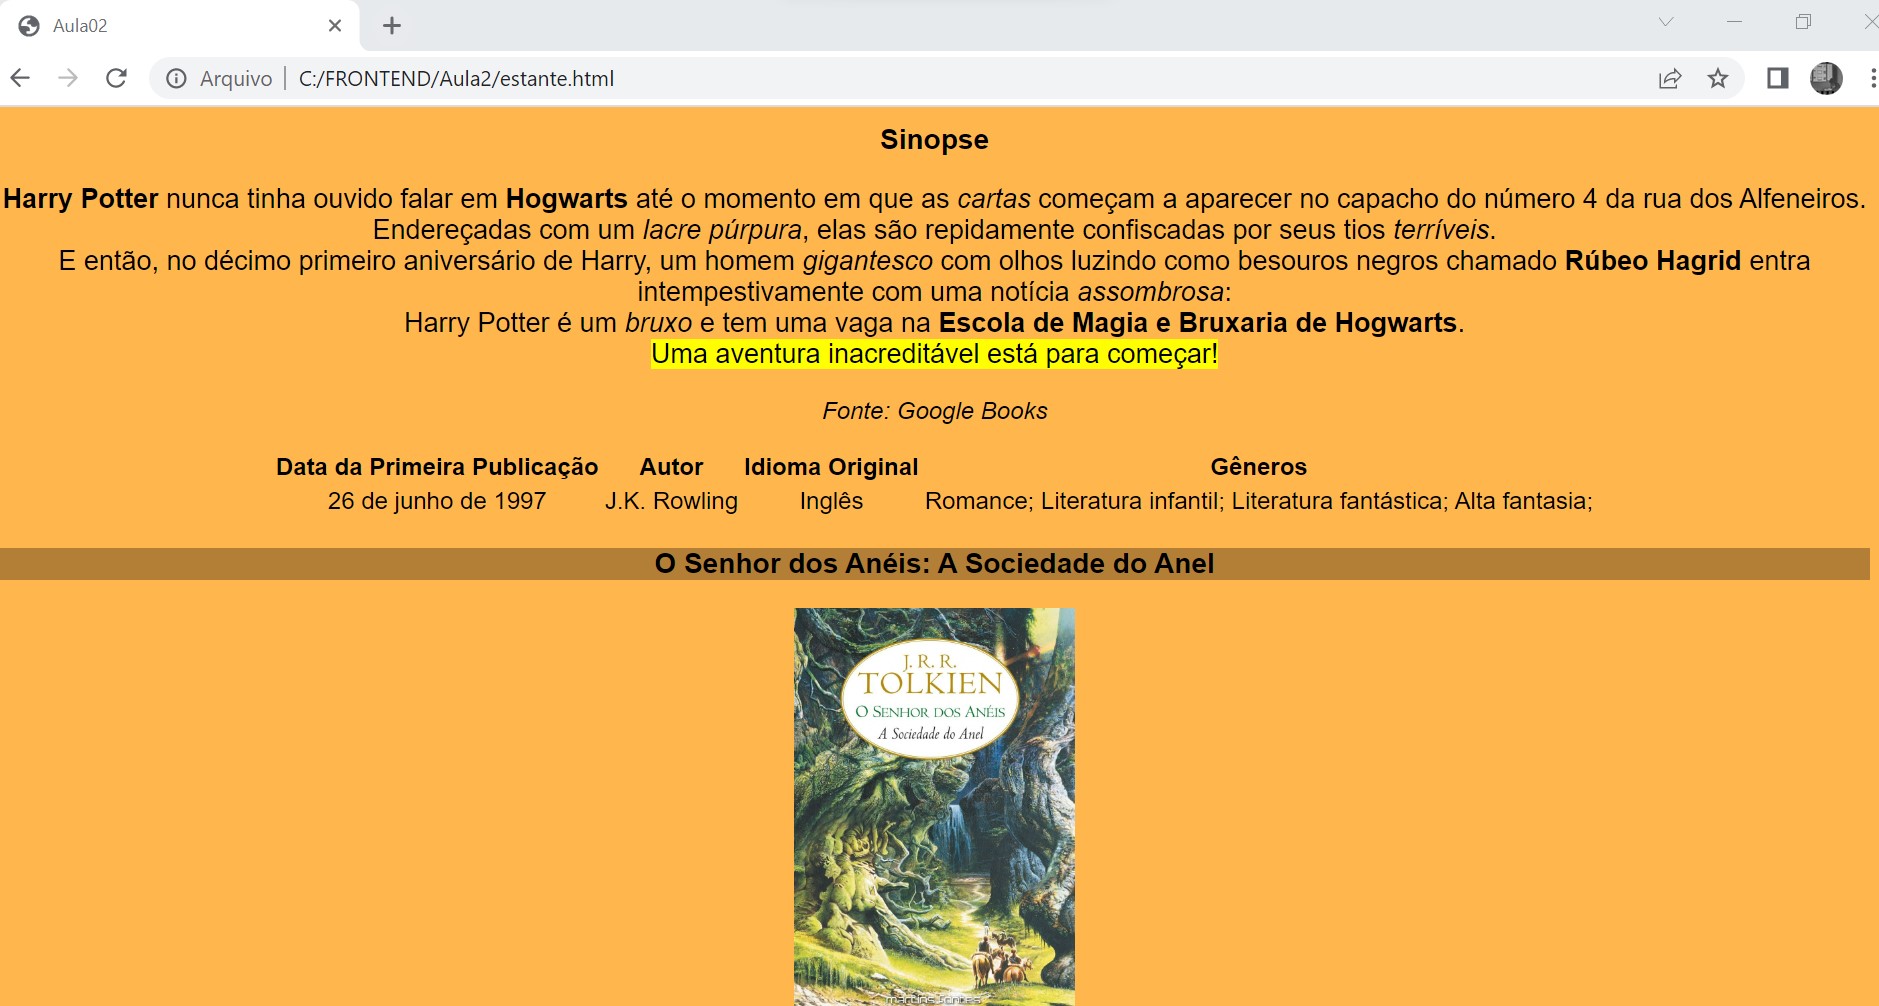 Aula02
Arquivo | C:/FRONTEND/Aula2/estante.html
Sinopse
Harry Potter nunca tinha ouvido falar em Hogwarts até o momento em que as cartas começam a aparecer no capacho do número 4 da rua dos Alfeneiros.
Endereçadas com um lacre púrpura, elas são repidamente confiscadas por seus tios terríveis.
E então, no décimo primeiro aniversário de Harry, um homem gigantesco com olhos luzindo como besouros negros chamado Rúbeo Hagrid entra
intempestivamente com uma notícia assombrosa:
Harry Potter é um bruxo e tem uma vaga na Escola de Magia e Bruxaria de Hogwarts.
Uma aventura inacreditável está para começar!
Fonte: Google Books
Data da Primeira Publicação Autor Idioma Original Gêneros
26 de junho de 1997 J.K. Rowling Inglês Romance; Literatura infantil; Literatura fantástica; Alta fantasia;
O Senhor dos Anéis: A Sociedade do Anel
J. R. R.
TOLKIEN
O SENHOR DOS ANÉIS
A Sociedade do Anel
martins fontes